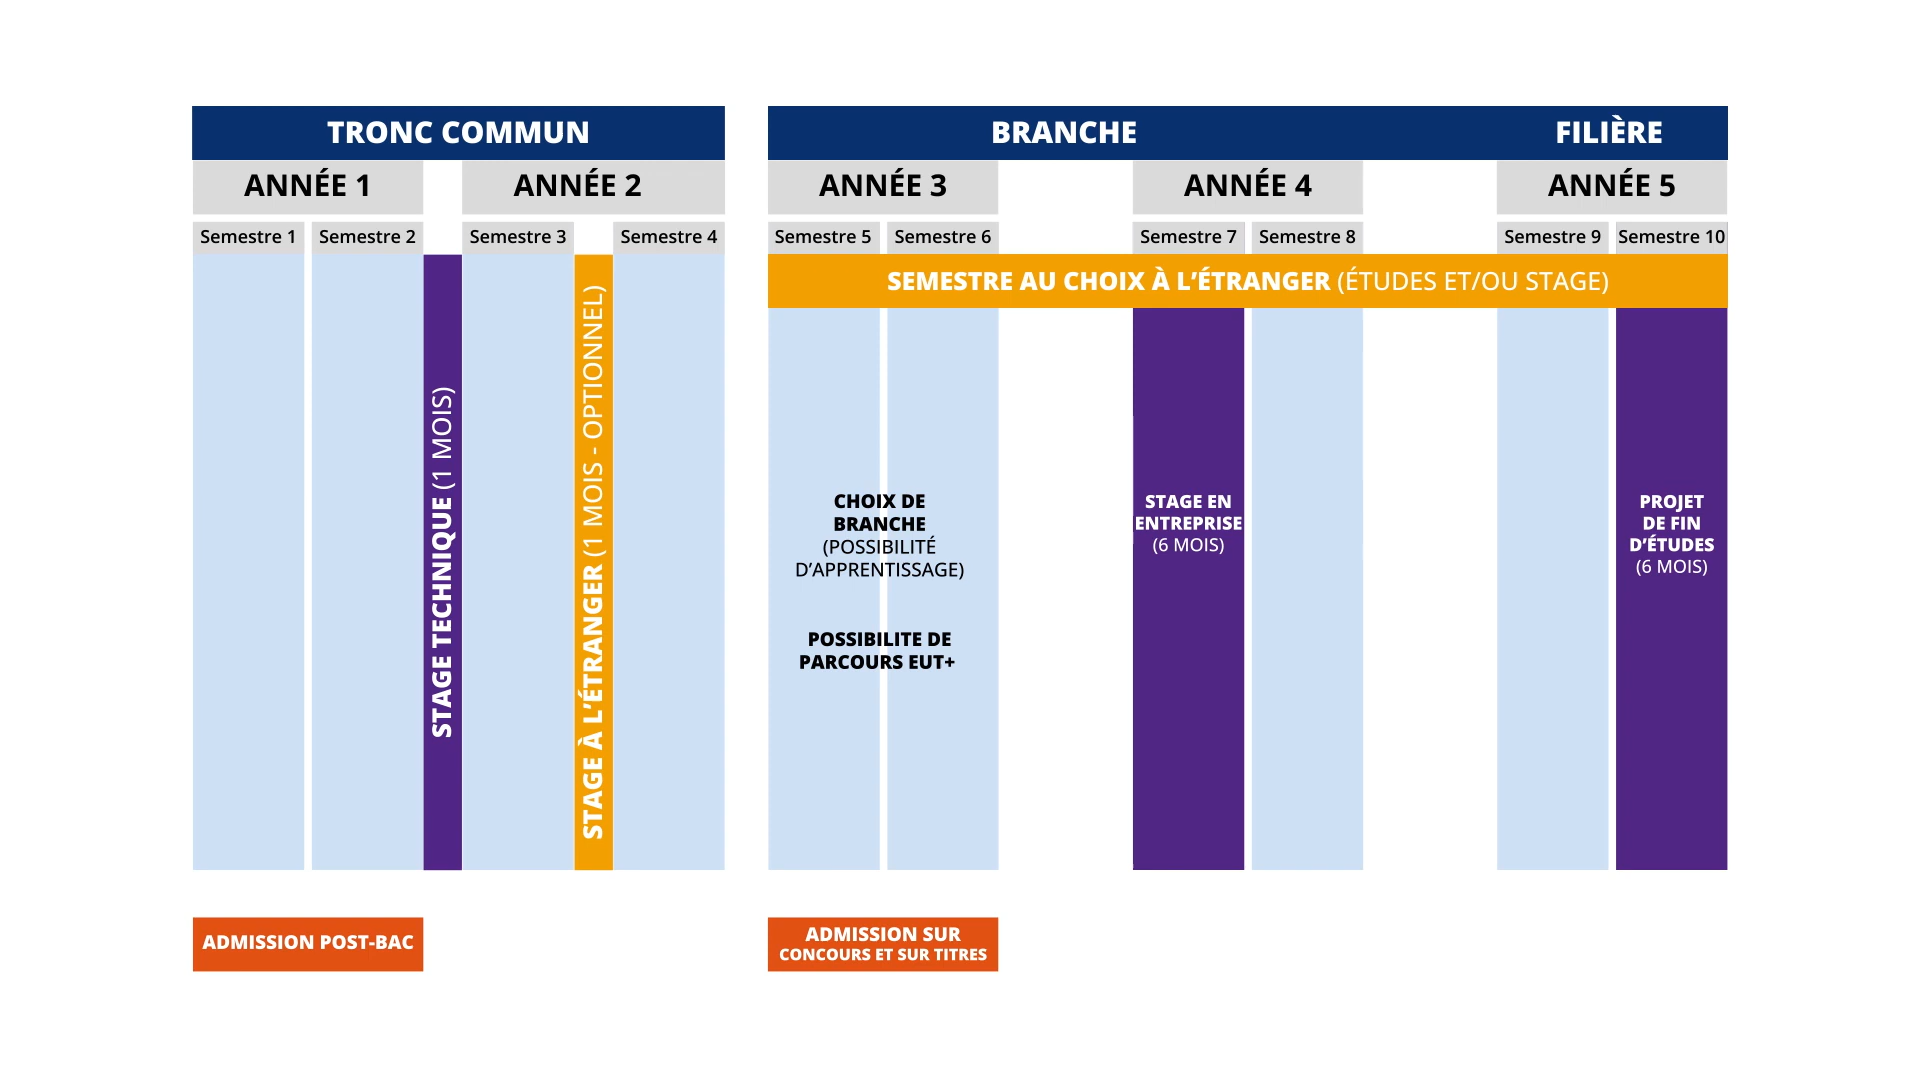 TRONC COMMUN
BRANCHE
FILIÈRE
ANNÉE 1
ANNÉE 2
ANNÉE 3
ANNÉE 4
ANNÉE 5
Semestre 1
Semestre 2
Semestre 3
Semestre 4
Semestre 5
Semestre 6
Semestre 7
Semestre 8
Semestre 9
Semestre 10
SEMESTRE AU CHOIX À L'ÉTRANGER (ÉTUDES ET/OU STAGE)
STAGE TECHNIQUE (1 MOIS)
STAGE À L'ÉTRANGER (1 MOIS - OPTIONNEL)
CHOIX DE
BRANCHE
(POSSIBILITÉ
D'APPRENTISSAGE)
POSSIBILITE DE
PARCOURS EUT+
STAGE EN
ENTREPRISE
(6 MOIS)
PROJET
DE FIN
D'ÉTUDES
(6 MOIS)
ADMISSION POST-BAC
ADMISSION SUR
CONCOURS ET SUR TITRES